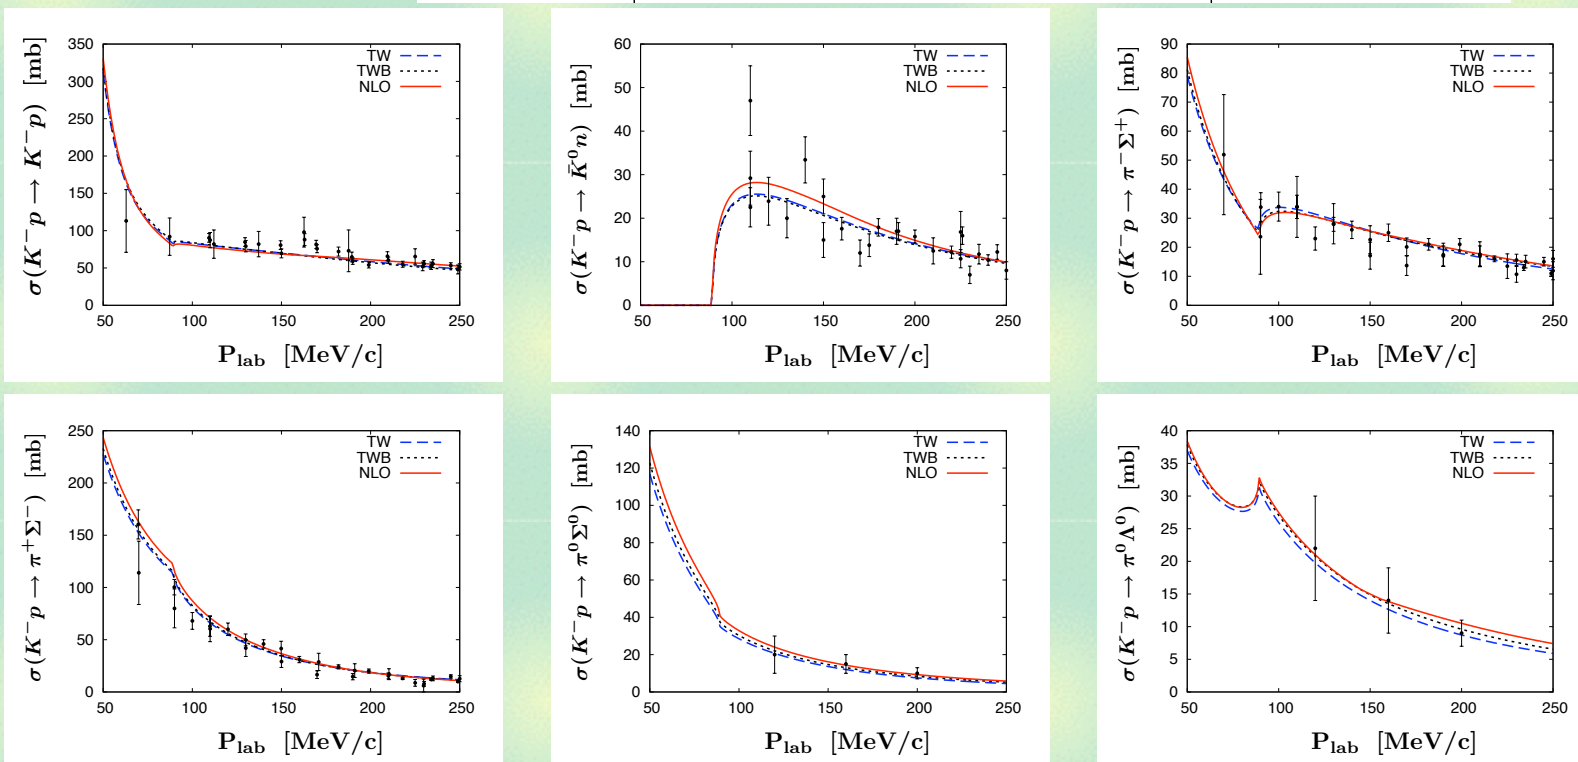 σ(K⁻p → K⁻p) [mb]
350
300
250
200
150
100
50
0
TW
TWB
NLO
50 100 150 200 250
P_lab [MeV/c]
σ(K⁻p → K̄⁰n) [mb]
60
50
40
30
20
10
0
TW
TWB
NLO
100 150 200 250
P_lab [MeV/c]
σ(K⁻p → π⁻Σ⁺) [mb]
90
80
70
60
50
40
30
20
10
0
TW
TWB
NLO
50 100 150 200 250
P_lab [MeV/c]
σ(K⁻p → π⁺Σ⁻) [mb]
250
200
150
100
50
0
TW
TWB
NLO
50 100 150 200 250
P_lab [MeV/c]
σ(K⁻p → π⁰Σ⁰) [mb]
140
120
100
80
60
40
20
0
TW
TWB
NLO
50 100 150 200 250
P_lab [MeV/c]
σ(K⁻p → π⁰Λ⁰) [mb]
40
35
30
25
20
15
10
5
0
TW
TWB
NLO
50 100 150 200 250
P_lab [MeV/c]